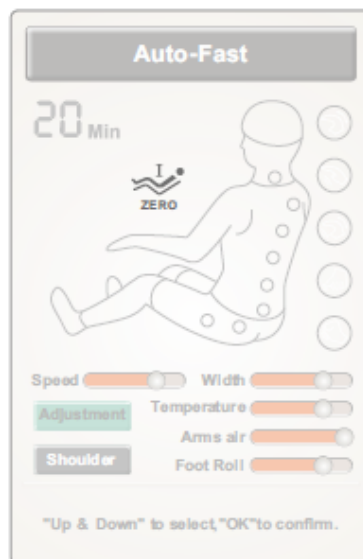 Auto-Fast
20 Min
I
ZERO
Speed
Width
Adjustment
Temperature
Arms air
Shoulder
Foot Roll
"Up & Down" to select,"OK"to confirm.